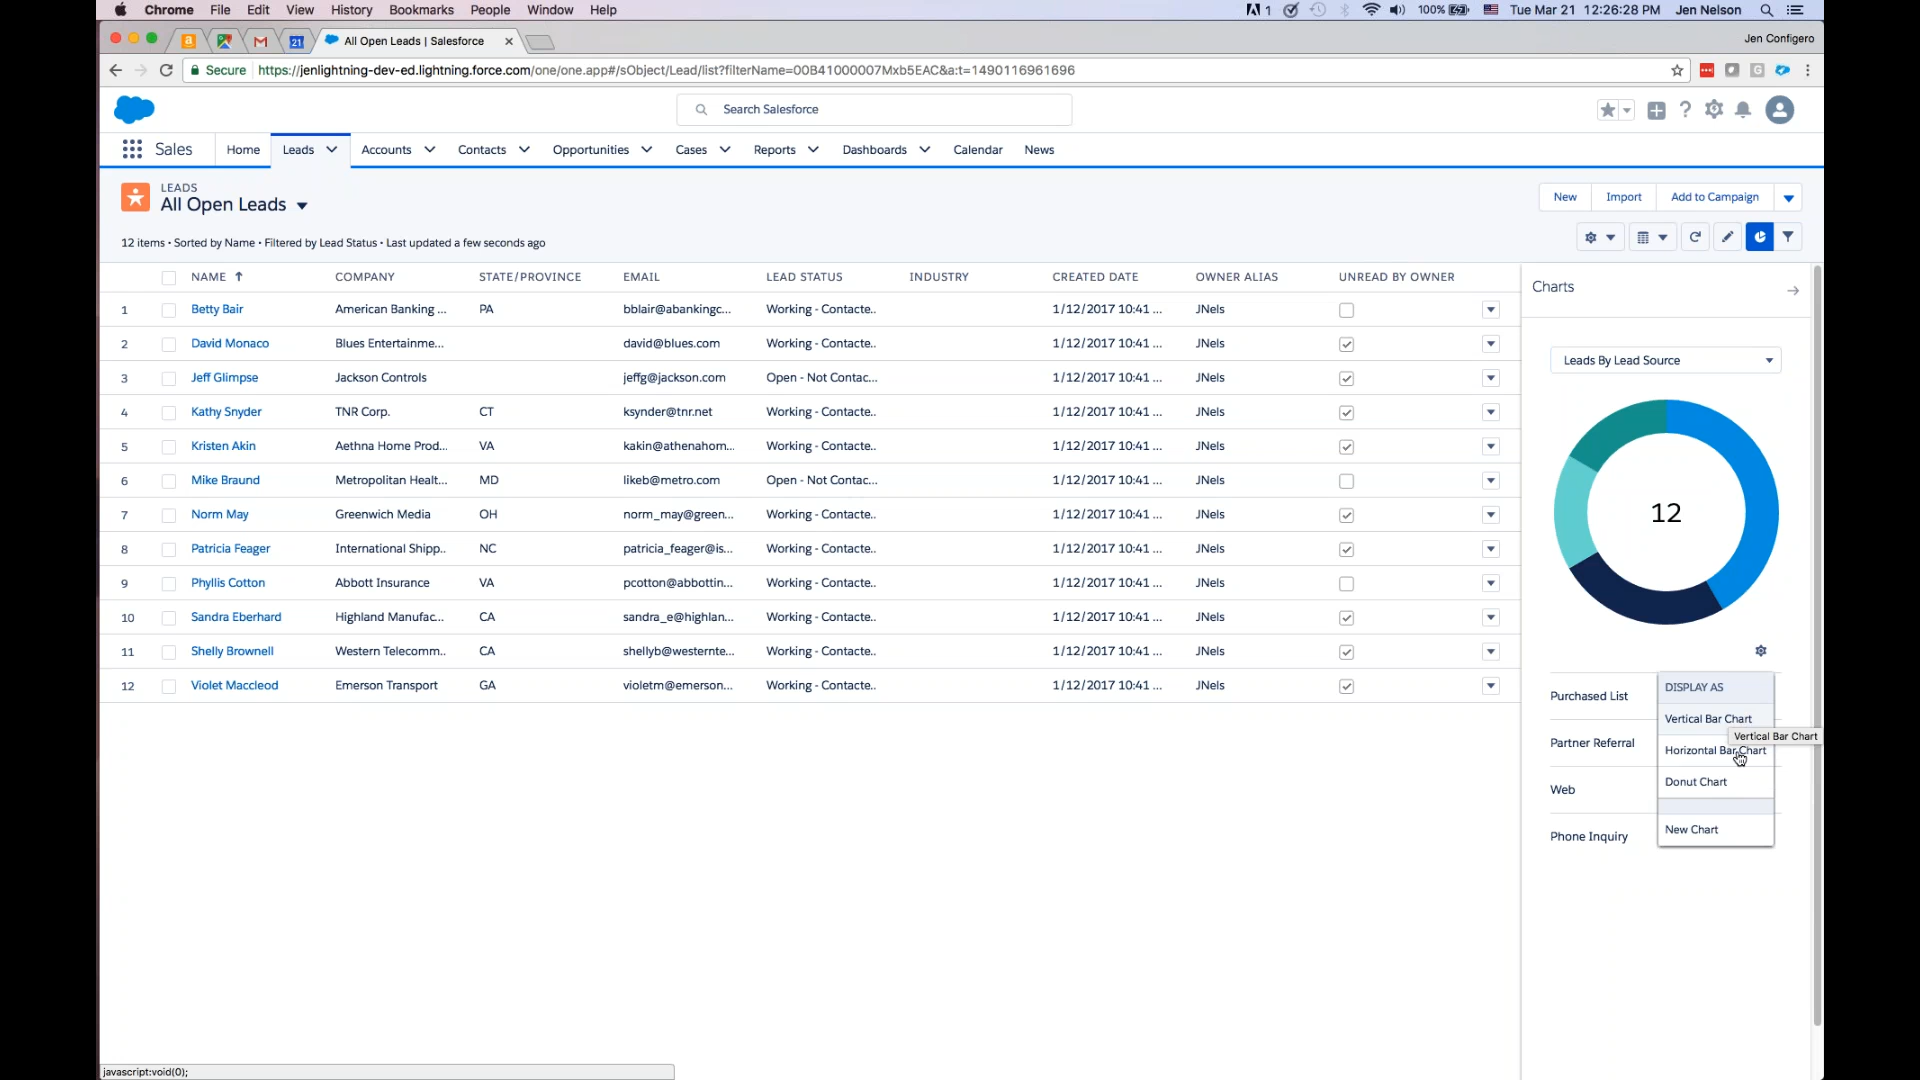 Chrome File Edit View History Bookmarks People Window Help 1 100% Tue Mar 21 12:26:28 PM Jen Nelson
21 All Open Leads | Salesforce Jen Configero
Secure https://jenlightning-dev-ed.lightning.force.com/one/one.app#/sObject/Lead/list?filterName=00B41000007Mxb5EAC&a:t=1490116961696
Search Salesforce
Sales Home Leads Accounts Contacts Opportunities Cases Reports Dashboards Calendar News
LEADS
All Open Leads
New Import Add to Campaign
12 items • Sorted by Name • Filtered by Lead Status • Last updated a few seconds ago
NAME COMPANY STATE/PROVINCE EMAIL LEAD STATUS INDUSTRY CREATED DATE OWNER ALIAS UNREAD BY OWNER
1 Betty Bair American Banking ... PA bblair@abankingc... Working - Contacte.. 1/12/2017 10:41 ... JNels
2 David Monaco Blues Entertainme... david@blues.com Working - Contacte.. 1/12/2017 10:41 ... JNels
3 Jeff Glimpse Jackson Controls jeffg@jackson.com Open - Not Contac... 1/12/2017 10:41 ... JNels
4 Kathy Snyder TNR Corp. CT ksynder@tnr.net Working - Contacte.. 1/12/2017 10:41 ... JNels
5 Kristen Akin Aethna Home Prod... VA kakin@athenahom... Working - Contacte.. 1/12/2017 10:41 ... JNels
6 Mike Braund Metropolitan Healt... MD likeb@metro.com Open - Not Contac... 1/12/2017 10:41 ... JNels
7 Norm May Greenwich Media OH norm_may@green... Working - Contacte.. 1/12/2017 10:41 ... JNels
8 Patricia Feager International Shipp.. NC patricia_feager@is... Working - Contacte.. 1/12/2017 10:41 ... JNels
9 Phyllis Cotton Abbott Insurance VA pcotton@abbottin... Working - Contacte.. 1/12/2017 10:41 ... JNels
10 Sandra Eberhard Highland Manufac... CA sandra_e@highlan... Working - Contacte.. 1/12/2017 10:41 ... JNels
11 Shelly Brownell Western Telecomm.. CA shellyb@westernte... Working - Contacte.. 1/12/2017 10:41 ... JNels
12 Violet Maccleod Emerson Transport GA violetm@emerson... Working - Contacte.. 1/12/2017 10:41 ... JNels
Charts
Leads By Lead Source
12
Purchased List
Partner Referral
Web
Phone Inquiry
DISPLAY AS
Vertical Bar Chart
Vertical Bar Chart
Horizontal Bar Chart
Donut Chart
New Chart
javascript:void(0);